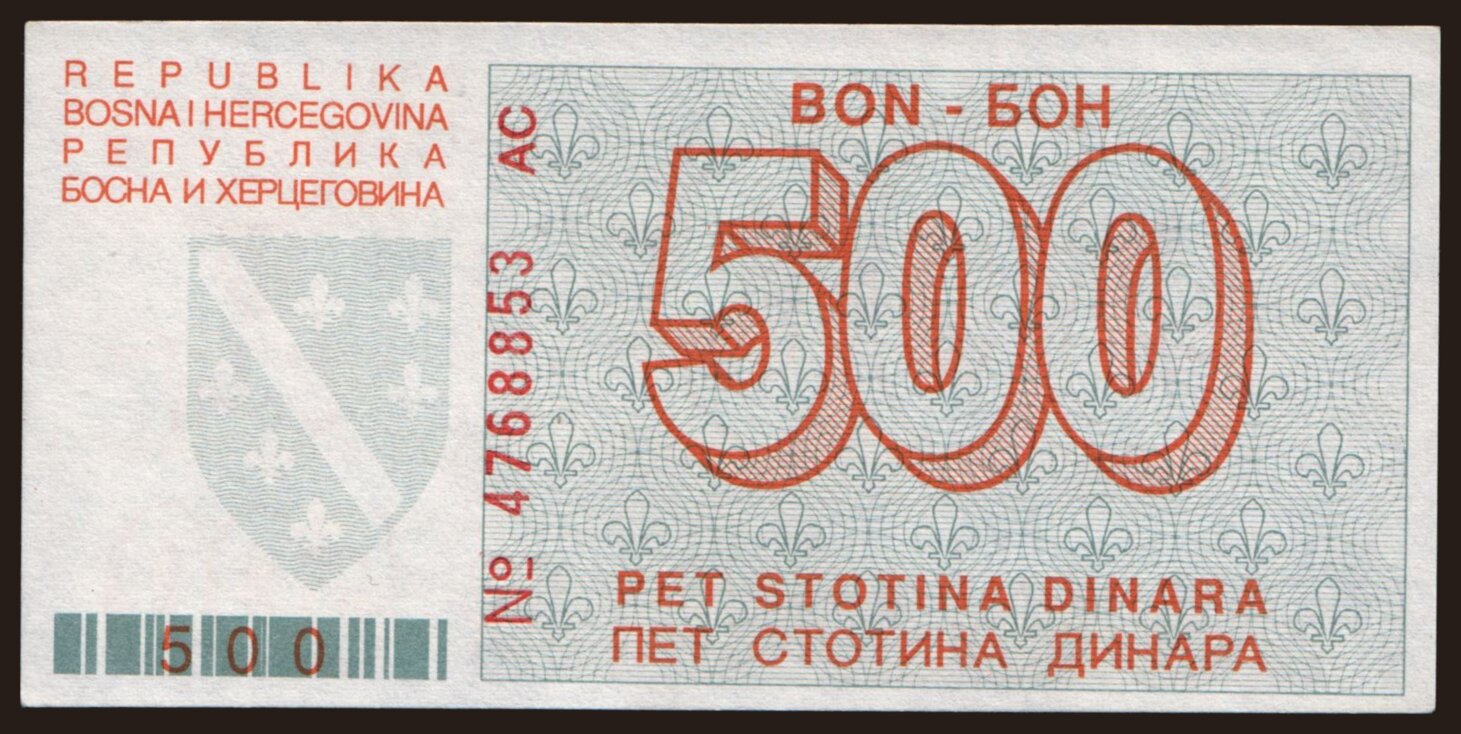 REPUBLIKA
BOSNA I HERCEGOVINA
РЕПУБЛИКА
БОСНА И ХЕРЦЕГОВИНА
500
№ 4768853 AC
BON - БОН
500
PET STOTINA DINARA
ПЕТ СТОТИНА ДИНАРА